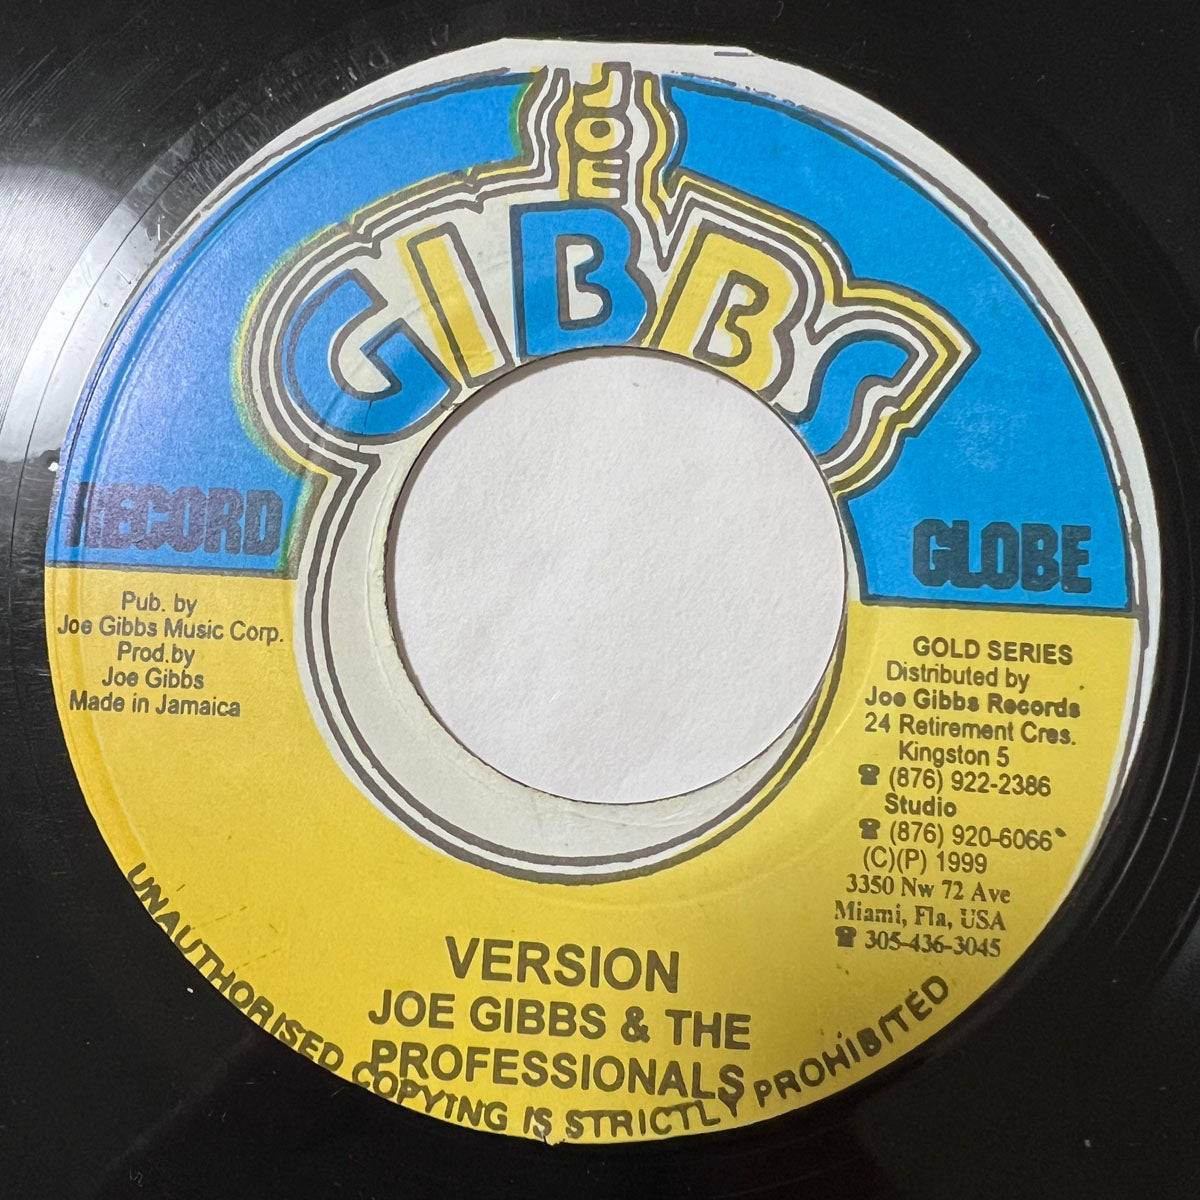 JOE
GIBBS
RECORD
GLOBE
Pub. by
Joe Gibbs Music Corp.
Prod.by
Joe Gibbs
Made in Jamaica
GOLD SERIES
Distributed by
Joe Gibbs Records
24 Retirement Cres.
Kingston 5
☎ (876) 922-2386
Studio
☎ (876) 920-6066
(C)(P) 1999
3350 Nw 72 Ave
Miami, Fla, USA
☎ 305-436-3045
VERSION
JOE GIBBS & THE
PROFESSIONALS
UNAUTHORISED COPYING IS STRICTLY PROHIBITED